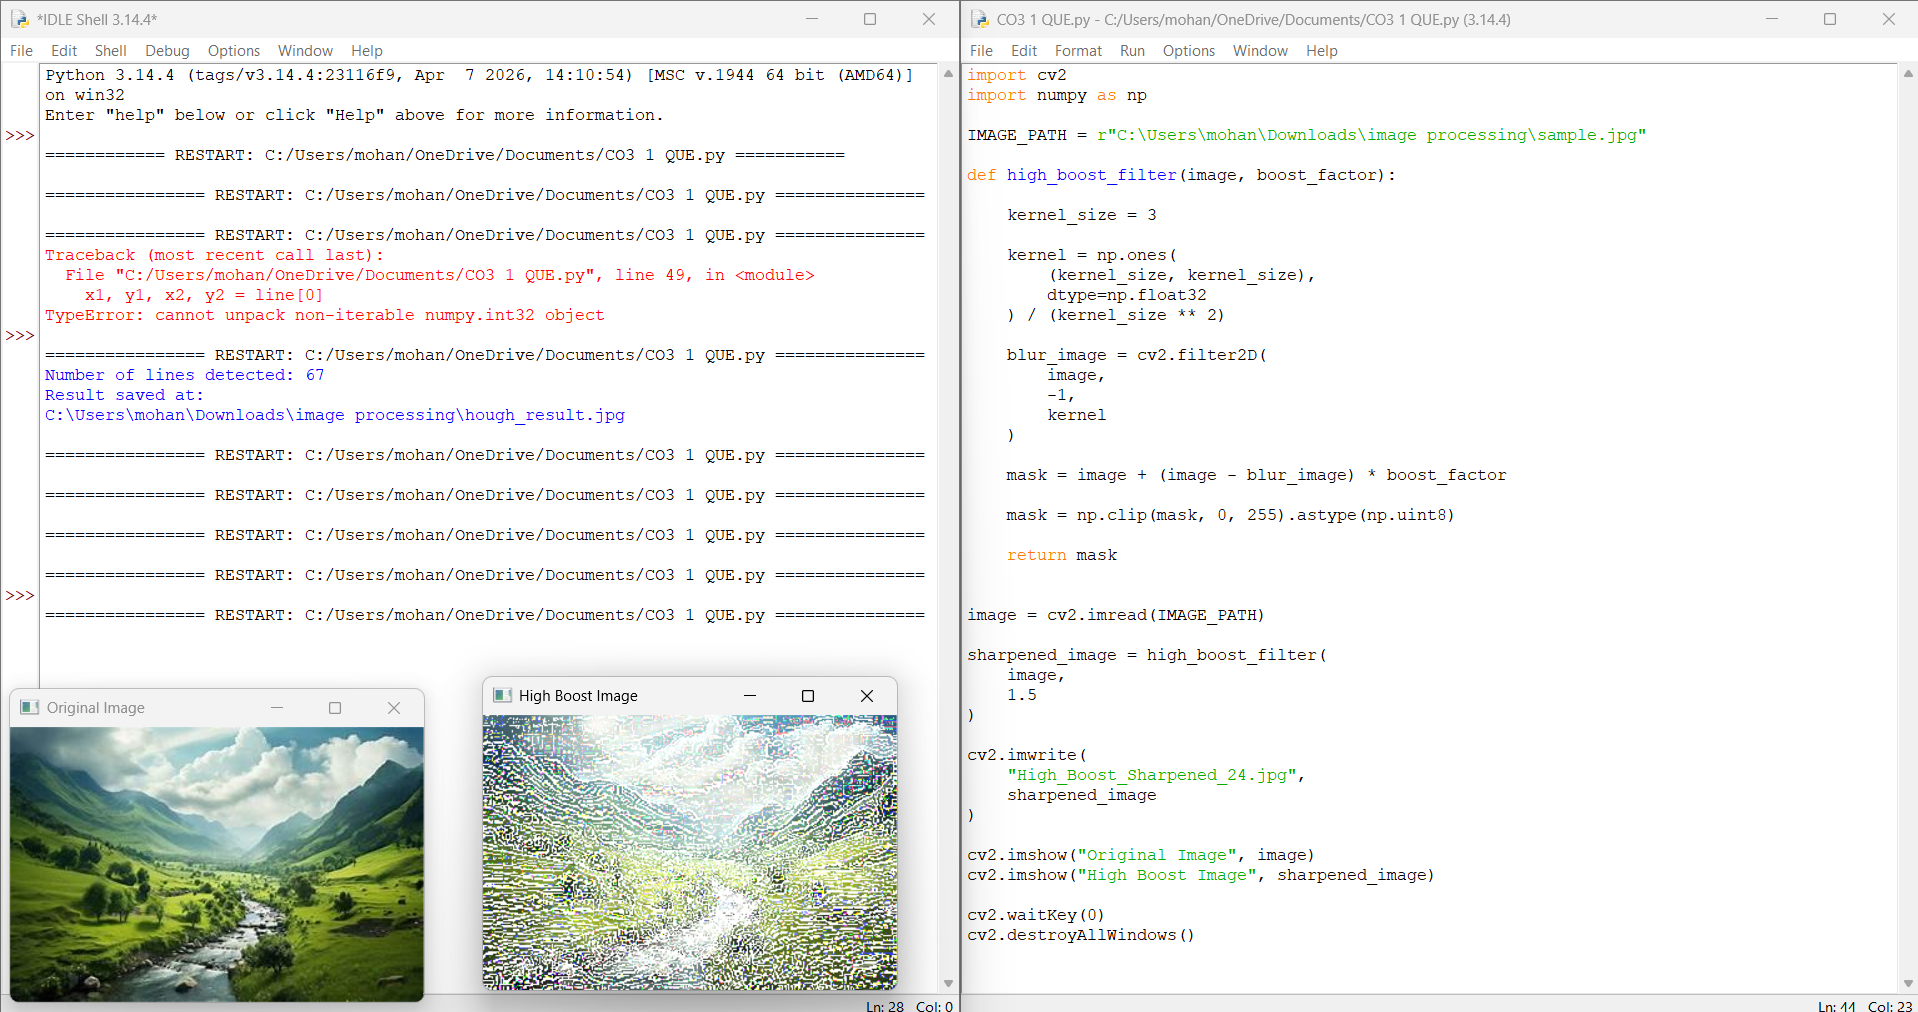 *IDLE Shell 3.14.4*
File Edit Shell Debug Options Window Help
Python 3.14.4 (tags/v3.14.4:23116f9, Apr  7 2026, 14:10:54) [MSC v.1944 64 bit (AMD64)]
on win32
Enter "help" below or click "Help" above for more information.
>>>
============ RESTART: C:/Users/mohan/OneDrive/Documents/CO3 1 QUE.py ===========
================ RESTART: C:/Users/mohan/OneDrive/Documents/CO3 1 QUE.py ===============
================ RESTART: C:/Users/mohan/OneDrive/Documents/CO3 1 QUE.py ===============
Traceback (most recent call last):
  File "C:/Users/mohan/OneDrive/Documents/CO3 1 QUE.py", line 49, in <module>
    x1, y1, x2, y2 = line[0]
TypeError: cannot unpack non-iterable numpy.int32 object
>>>
================ RESTART: C:/Users/mohan/OneDrive/Documents/CO3 1 QUE.py ===============
Number of lines detected: 67
Result saved at:
C:\Users\mohan\Downloads\image processing\hough_result.jpg
================ RESTART: C:/Users/mohan/OneDrive/Documents/CO3 1 QUE.py ===============
================ RESTART: C:/Users/mohan/OneDrive/Documents/CO3 1 QUE.py ===============
================ RESTART: C:/Users/mohan/OneDrive/Documents/CO3 1 QUE.py ===============
================ RESTART: C:/Users/mohan/OneDrive/Documents/CO3 1 QUE.py ===============
>>>
================ RESTART: C:/Users/mohan/OneDrive/Documents/CO3 1 QUE.py ===============
Original Image
High Boost Image
Ln: 28 Col: 0
CO3 1 QUE.py - C:/Users/mohan/OneDrive/Documents/CO3 1 QUE.py (3.14.4)
File Edit Format Run Options Window Help
import cv2
import numpy as np
IMAGE_PATH = r"C:\Users\mohan\Downloads\image processing\sample.jpg"
def high_boost_filter(image, boost_factor):
    kernel_size = 3
    kernel = np.ones(
        (kernel_size, kernel_size),
        dtype=np.float32
    ) / (kernel_size ** 2)
    blur_image = cv2.filter2D(
        image,
        -1,
        kernel
    )
    mask = image + (image - blur_image) * boost_factor
    mask = np.clip(mask, 0, 255).astype(np.uint8)
    return mask
image = cv2.imread(IMAGE_PATH)
sharpened_image = high_boost_filter(
    image,
    1.5
)
cv2.imwrite(
    "High_Boost_Sharpened_24.jpg",
    sharpened_image
)
cv2.imshow("Original Image", image)
cv2.imshow("High Boost Image", sharpened_image)
cv2.waitKey(0)
cv2.destroyAllWindows()
Ln: 44 Col: 23